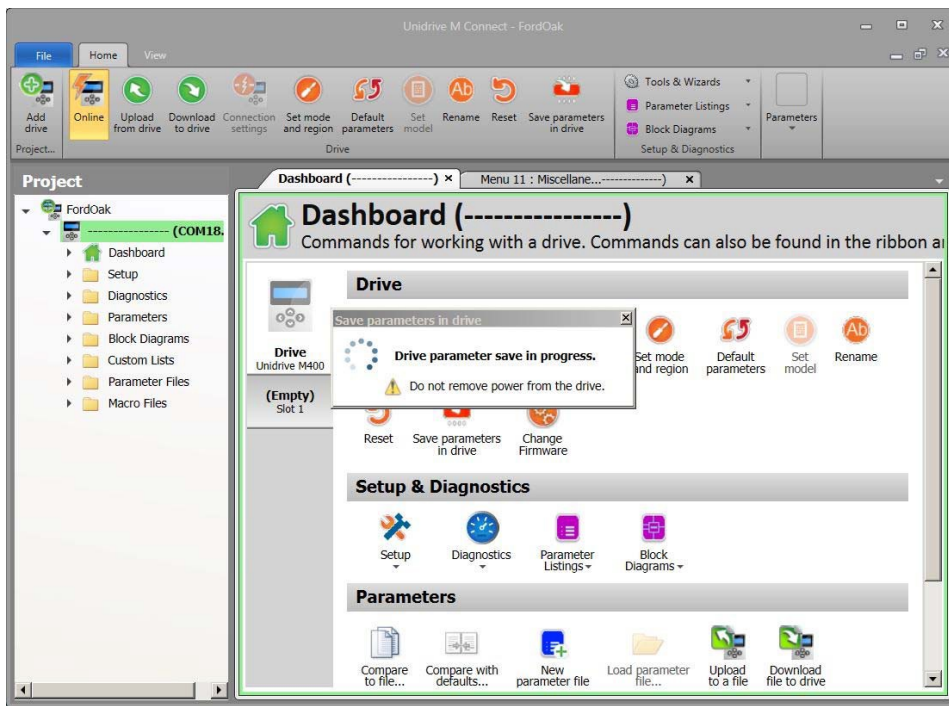 Unidrive M Connect - FordOak
File
Home
View
Add drive
Online
Upload from drive
Download to drive
Connection settings
Set mode and region
Default parameters
Set model
Rename
Reset
Save parameters in drive
Tools & Wizards
Parameter Listings
Block Diagrams
Parameters
Project...
Drive
Setup & Diagnostics
Project
FordOak
----------------- (COM18.
Dashboard
Setup
Diagnostics
Parameters
Block Diagrams
Custom Lists
Parameter Files
Macro Files
Dashboard (----------------)
Menu 11 : Miscellane...-------------)
Dashboard (----------------)
Commands for working with a drive. Commands can also be found in the ribbon
Drive
Unidrive M400
(Empty)
Slot 1
Drive
Save parameters in drive
Drive parameter save in progress.
Do not remove power from the drive.
Set mode
and region
Default
parameters
Set
model
Rename
Reset
Save parameters
in drive
Change
Firmware
Setup & Diagnostics
Setup
Diagnostics
Parameter
Listings
Block
Diagrams
Parameters
Compare
to file...
Compare with
defaults...
New
parameter file
Load parameter
file...
Upload
to a file
Download
file to drive